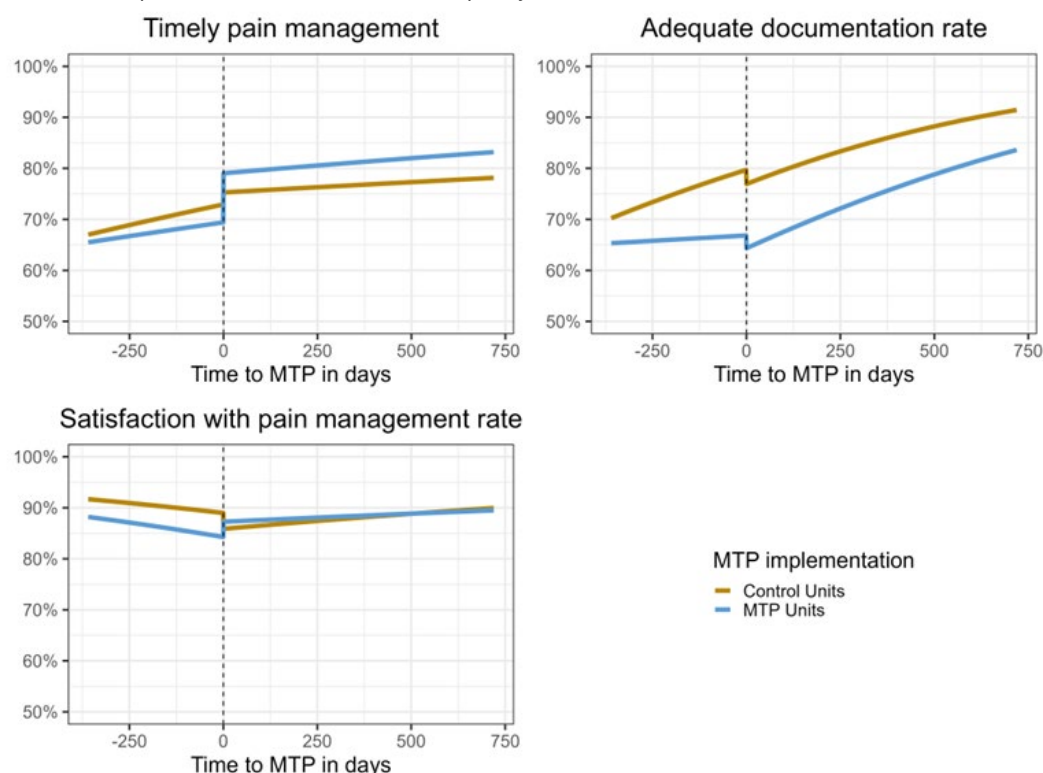 Timely pain management
100%
90%
80%
70%
60%
50%
-250 0 250 500 750
Time to MTP in days
Adequate documentation rate
100%
90%
80%
70%
60%
50%
-250 0 250 500 750
Time to MTP in days
Satisfaction with pain management rate
100%
90%
80%
70%
60%
50%
-250 0 250 500 750
Time to MTP in days
MTP implementation
Control Units
MTP Units